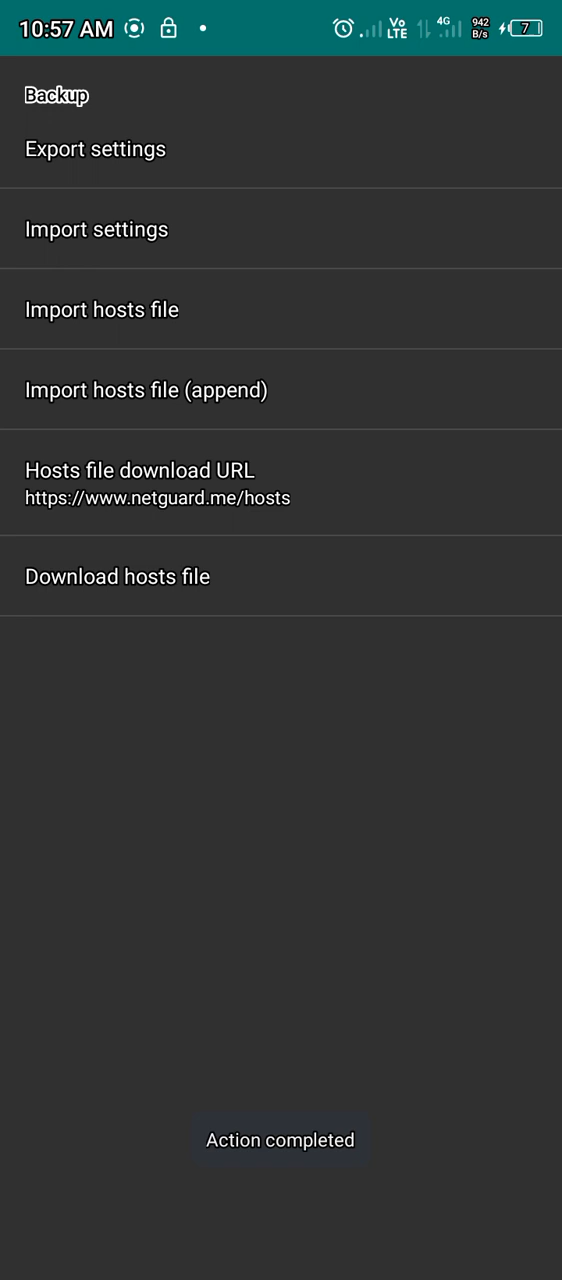 10:57 AM Vo LTE 4G 942 B/s 7
Backup
Export settings
Import settings
Import hosts file
Import hosts file (append)
Hosts file download URL
https://www.netguard.me/hosts
Download hosts file
Action completed